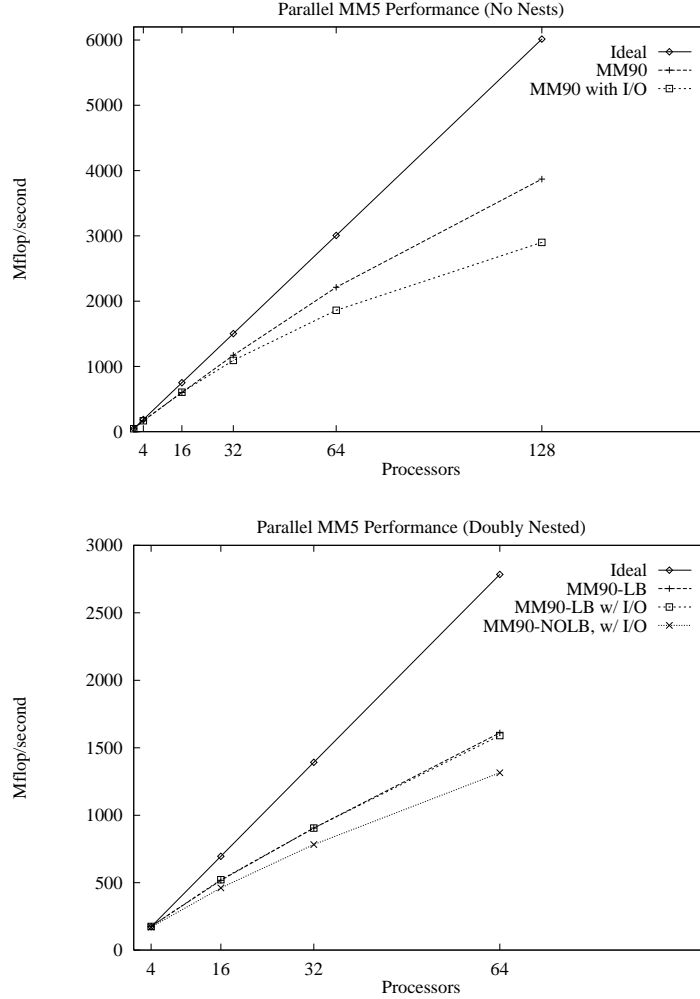 Parallel MM5 Performance (No Nests)
6000
5000
4000
3000
2000
1000
0
Mflop/second
Ideal
MM90
MM90 with I/O
4 16 32 64 128
Processors
Parallel MM5 Performance (Doubly Nested)
3000
2500
2000
1500
1000
500
0
Mflop/second
Ideal
MM90-LB
MM90-LB w/ I/O
MM90-NOLB, w/ I/O
4 16 32 64
Processors